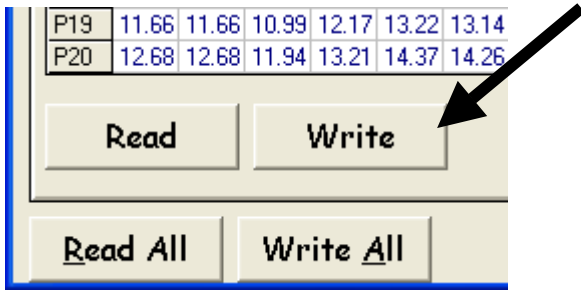 P19 11.66 11.66 10.99 12.17 13.22 13.14
P20 12.68 12.68 11.94 13.21 14.37 14.26
Read Write
Read All Write All